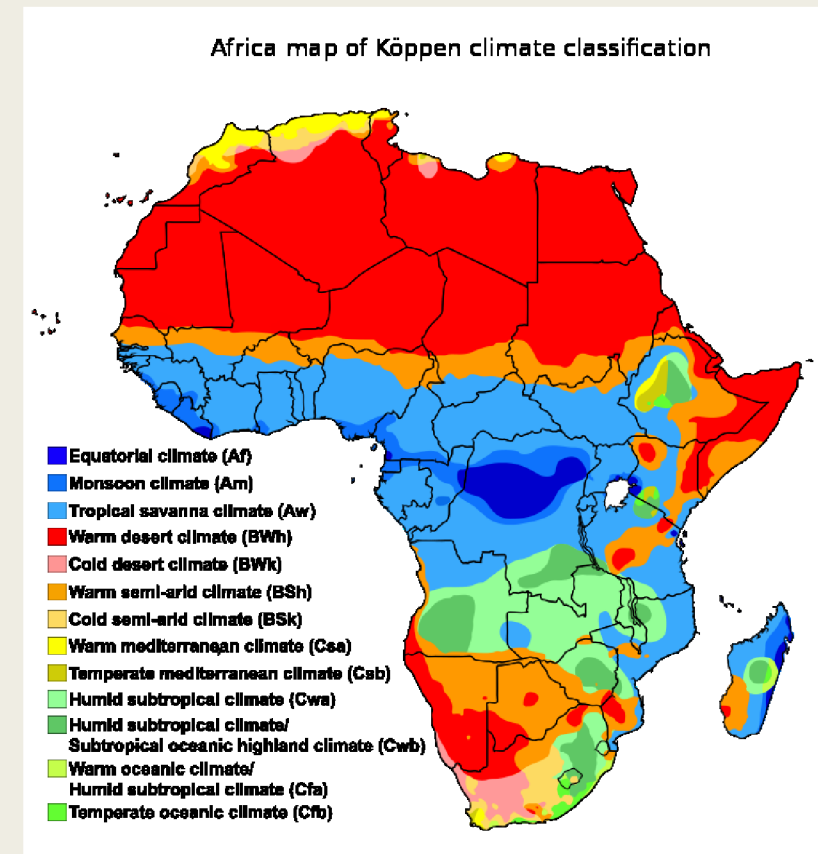 Africa map of Köppen climate classification
Equatorial climate (Af)
Monsoon climate (Am)
Tropical savanna climate (Aw)
Warm desert climate (BWh)
Cold desert climate (BWk)
Warm semi-arid climate (BSh)
Cold semi-arid climate (BSk)
Warm mediterranean climate (Csa)
Temperate mediterranean climate (Csb)
Humid subtropical climate (Cwa)
Humid subtropical climate/
Subtropical oceanic highland climate (Cwb)
Warm oceanic climate/
Humid subtropical climate (Cfa)
Temperate oceanic climate (Cfb)